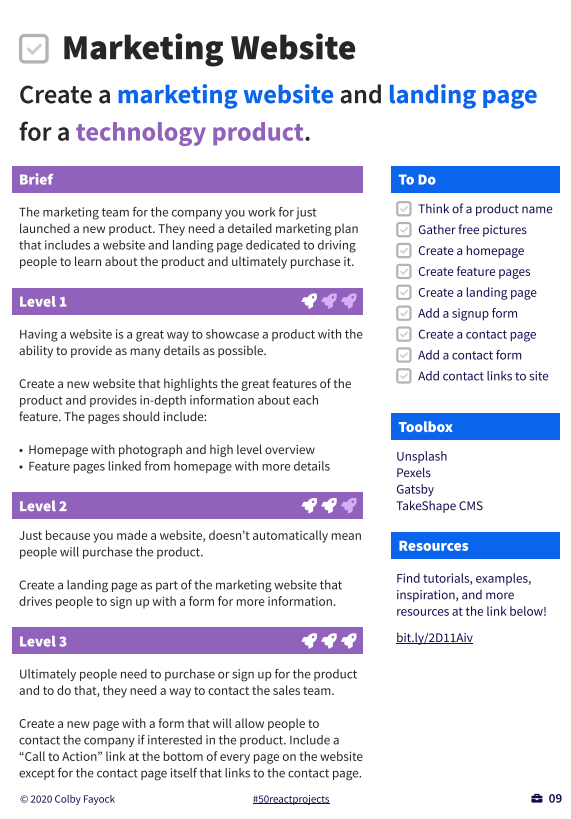 Marketing Website
Create a marketing website and landing page
for a technology product.
Brief
The marketing team for the company you work for just
launched a new product. They need a detailed marketing plan
that includes a website and landing page dedicated to driving
people to learn about the product and ultimately purchase it.
Level 1
Having a website is a great way to showcase a product with the
ability to provide as many details as possible.
Create a new website that highlights the great features of the
product and provides in-depth information about each
feature. The pages should include:
• Homepage with photograph and high level overview
• Feature pages linked from homepage with more details
Level 2
Just because you made a website, doesn’t automatically mean
people will purchase the product.
Create a landing page as part of the marketing website that
drives people to sign up with a form for more information.
Level 3
Ultimately people need to purchase or sign up for the product
and to do that, they need a way to contact the sales team.
Create a new page with a form that will allow people to
contact the company if interested in the product. Include a
“Call to Action” link at the bottom of every page on the website
except for the contact page itself that links to the contact page.
To Do
Think of a product name
Gather free pictures
Create a homepage
Create feature pages
Create a landing page
Add a signup form
Create a contact page
Add a contact form
Add contact links to site
Toolbox
Unsplash
Pexels
Gatsby
TakeShape CMS
Resources
Find tutorials, examples,
inspiration, and more
resources at the link below!
bit.ly/2D11Aiv
© 2020 Colby Fayock
#50reactprojects
09